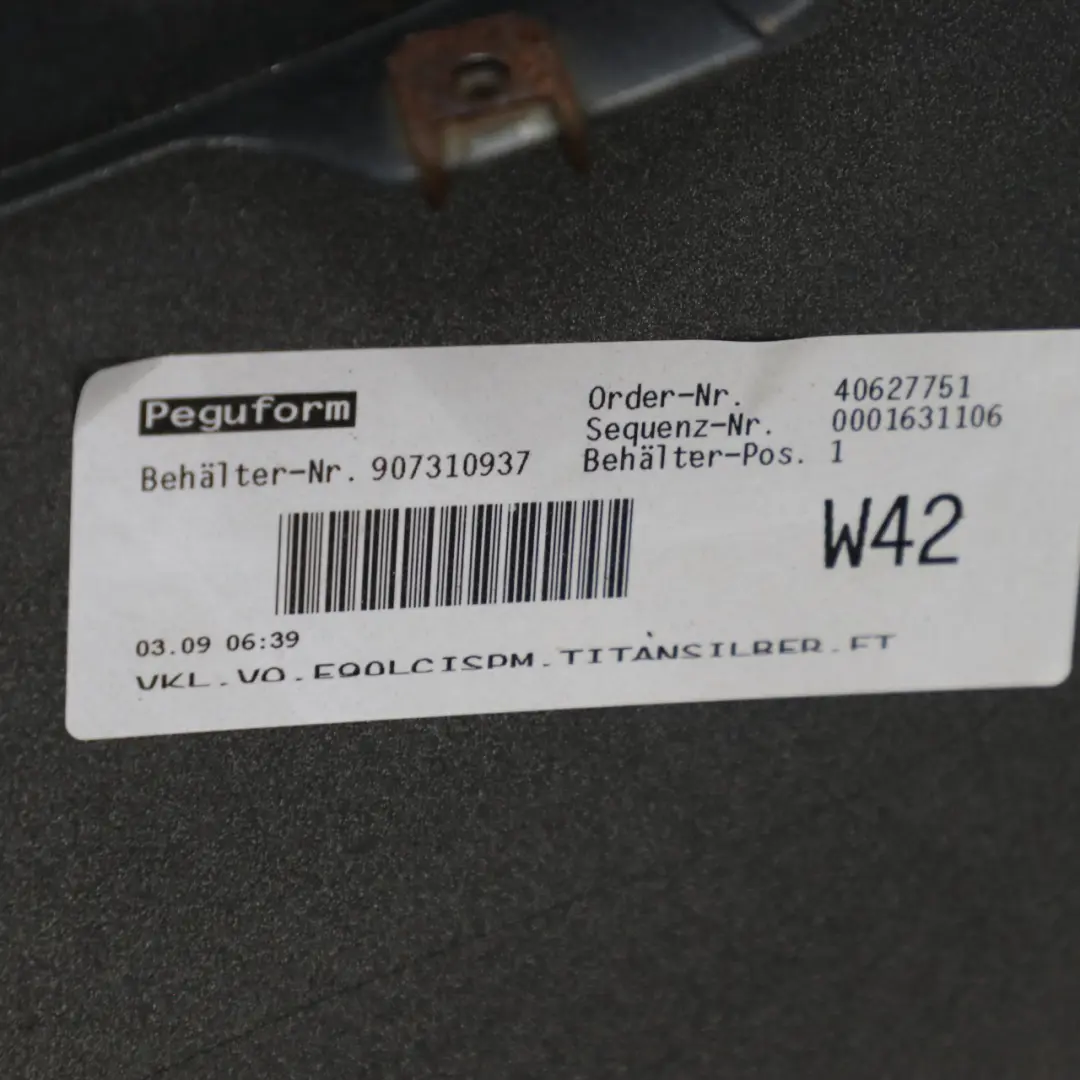 Peguform
Order-Nr. 40627751
Sequenz-Nr. 0001631106
Behälter-Nr. 907310937
Behälter-Pos. 1
W42
03.09 06:39
VKL.VO.E90LCISPM.TITANSILBER.FT